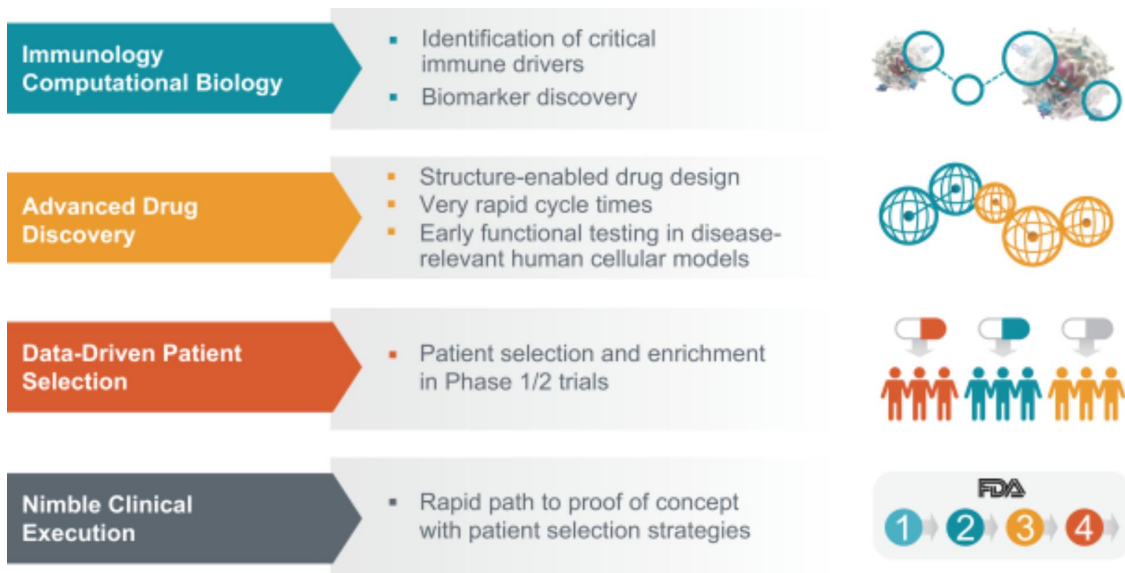 Immunology
Computational Biology
▪ Identification of critical
immune drivers
▪ Biomarker discovery
Advanced Drug
Discovery
▪ Structure-enabled drug design
▪ Very rapid cycle times
▪ Early functional testing in disease-
relevant human cellular models
Data-Driven Patient
Selection
▪ Patient selection and enrichment
in Phase 1/2 trials
Nimble Clinical
Execution
▪ Rapid path to proof of concept
with patient selection strategies
FDA
1 2 3 4